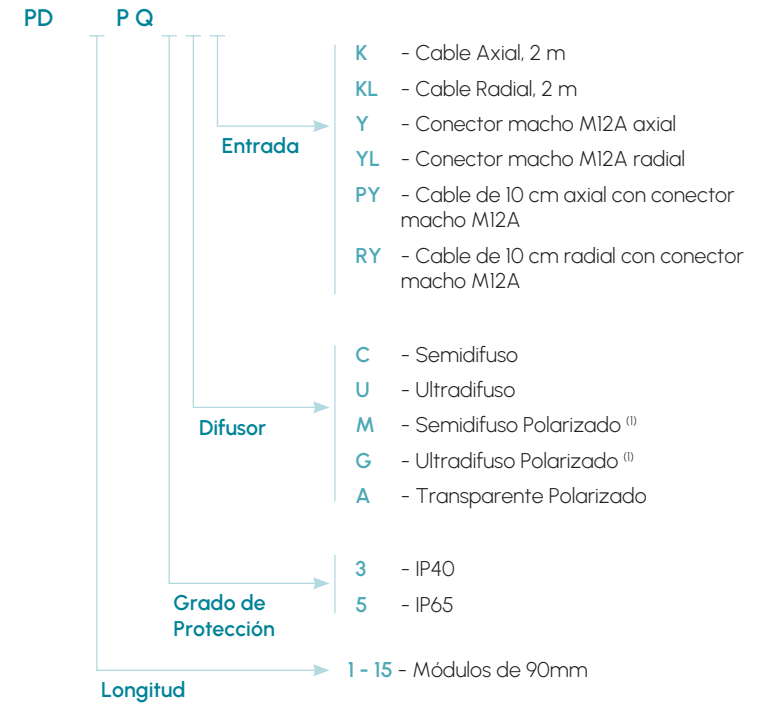 PD P Q
K - Cable Axial, 2 m
KL - Cable Radial, 2 m
Y - Conector macho M12A axial
Entrada
YL - Conector macho M12A radial
PY - Cable de 10 cm axial con conector
macho M12A
RY - Cable de 10 cm radial con conector
macho M12A
C - Semidifuso
U - Ultradifuso
Difusor
M - Semidifuso Polarizado (1)
G - Ultradifuso Polarizado (1)
A - Transparente Polarizado
3 - IP40
Grado de
Protección
5 - IP65
1 - 15 - Módulos de 90mm
Longitud